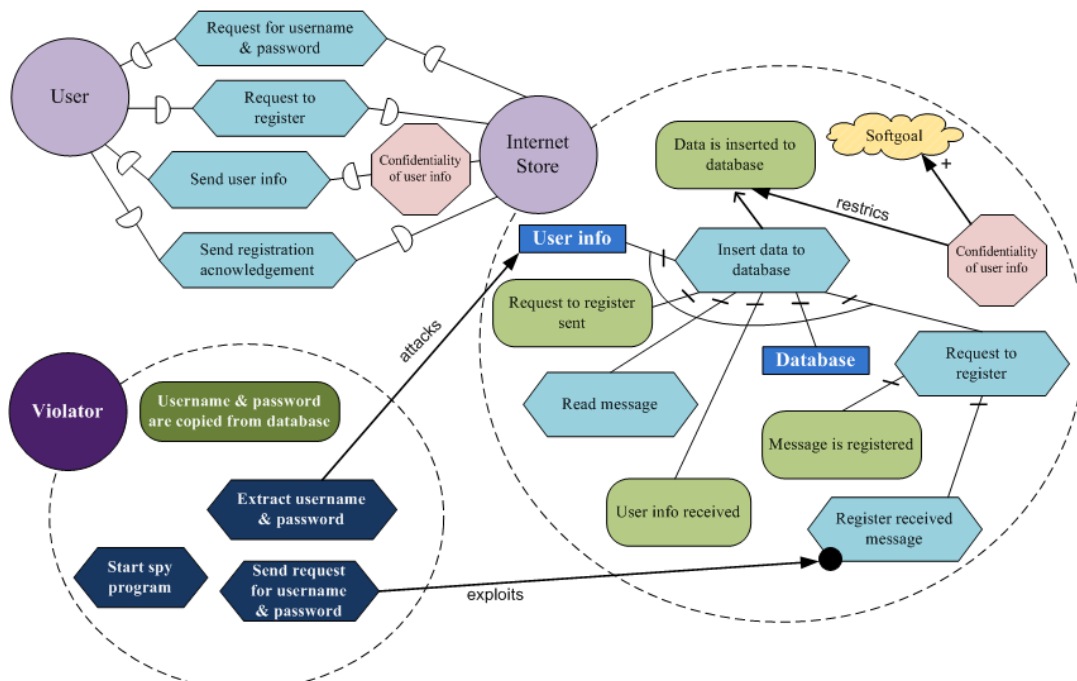 Request for username
& password
User
Request to
register
Internet
Store
Confidentiality
of user info
Send user info
Send registration
acnowledgement
Data is inserted to
database
Softgoal
+
restrics
User info
Insert data to
database
Confidentiality
of user info
Request to register
sent
attacks
Database
Request to
register
Read message
Message is registered
User info received
Register received
message
Violator
Username & password
are copied from database
Extract username
& password
Start spy
program
Send request
for username
& password
exploits